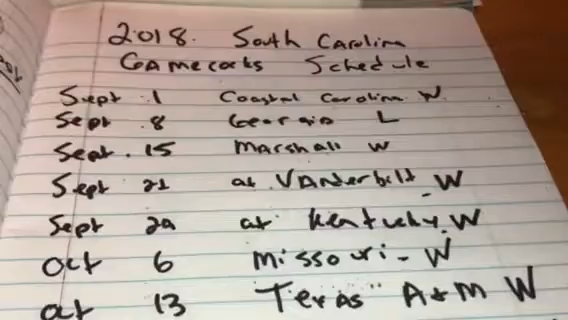 2018. South Carolina
Gamecocks Schedule
Sept 1 Coastal Carolina W
Sept 8 Georgia L
Sept. 15 Marshall W
Sept 21 at Vanderbilt - W
Sept 29 at Kentucky W
Oct 6 Missouri - W
Oct 13 Texas A+M W